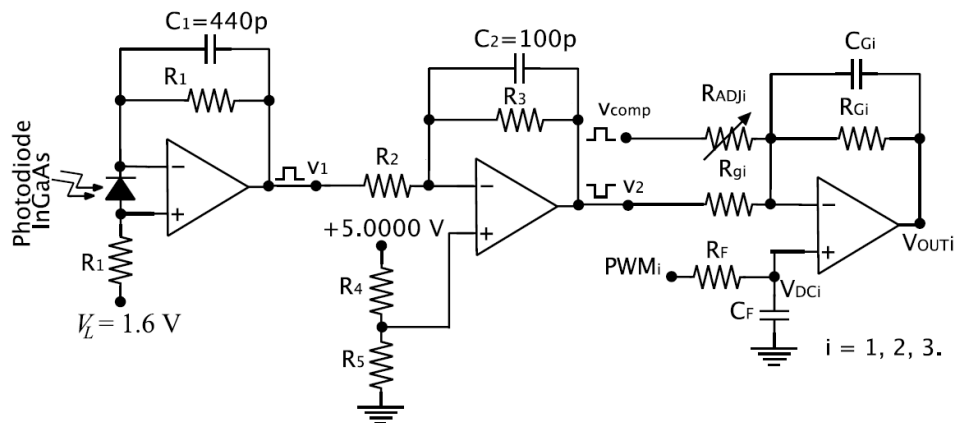 C1=440p
R1
Photodiode
InGaAs
−
+
R1
VL = 1.6 V
v1
R2
C2=100p
R3
−
+
+5.0000 V
R4
R5
vcomp
v2
RADJi
Rgi
CGi
RGi
−
+
VOUTi
PWMi
RF
VDCi
CF
i = 1, 2, 3.